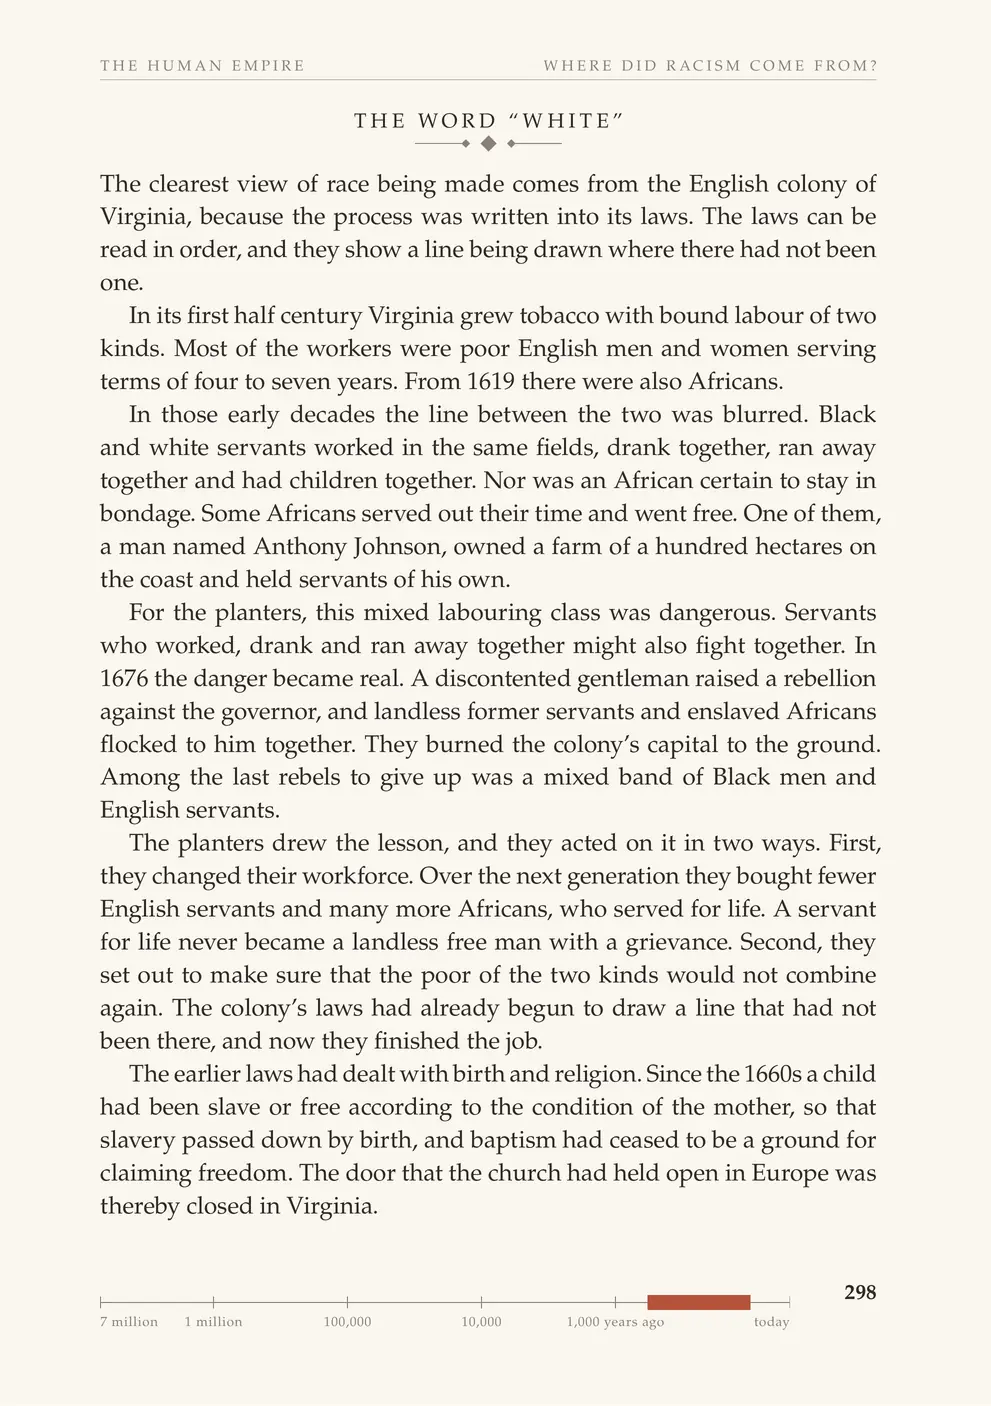 THE HUMAN EMPIRE
WHERE DID RACISM COME FROM?
THE WORD “WHITE”
The clearest view of race being made comes from the English colony of
Virginia, because the process was written into its laws. The laws can be
read in order, and they show a line being drawn where there had not been
one.
In its first half century Virginia grew tobacco with bound labour of two
kinds. Most of the workers were poor English men and women serving
terms of four to seven years. From 1619 there were also Africans.
In those early decades the line between the two was blurred. Black
and white servants worked in the same fields, drank together, ran away
together and had children together. Nor was an African certain to stay in
bondage. Some Africans served out their time and went free. One of them,
a man named Anthony Johnson, owned a farm of a hundred hectares on
the coast and held servants of his own.
For the planters, this mixed labouring class was dangerous. Servants
who worked, drank and ran away together might also fight together. In
1676 the danger became real. A discontented gentleman raised a rebellion
against the governor, and landless former servants and enslaved Africans
flocked to him together. They burned the colony’s capital to the ground.
Among the last rebels to give up was a mixed band of Black men and
English servants.
The planters drew the lesson, and they acted on it in two ways. First,
they changed their workforce. Over the next generation they bought fewer
English servants and many more Africans, who served for life. A servant
for life never became a landless free man with a grievance. Second, they
set out to make sure that the poor of the two kinds would not combine
again. The colony’s laws had already begun to draw a line that had not
been there, and now they finished the job.
The earlier laws had dealt with birth and religion. Since the 1660s a child
had been slave or free according to the condition of the mother, so that
slavery passed down by birth, and baptism had ceased to be a ground for
claiming freedom. The door that the church had held open in Europe was
thereby closed in Virginia.
298
7 million 1 million 100,000 10,000 1,000 years ago today